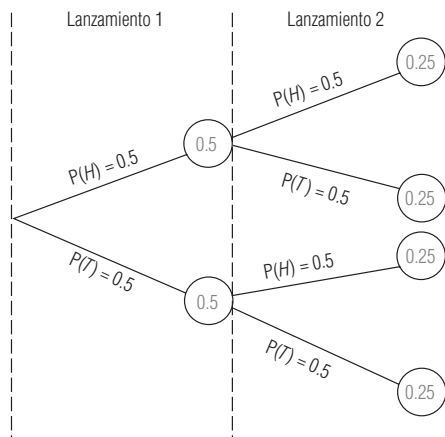 Lanzamiento 1
Lanzamiento 2
0.25
P(H) = 0.5
P(H) = 0.5
0.5
P(T) = 0.5
0.25
0.25
P(T) = 0.5
P(H) = 0.5
0.5
P(T) = 0.5
0.25